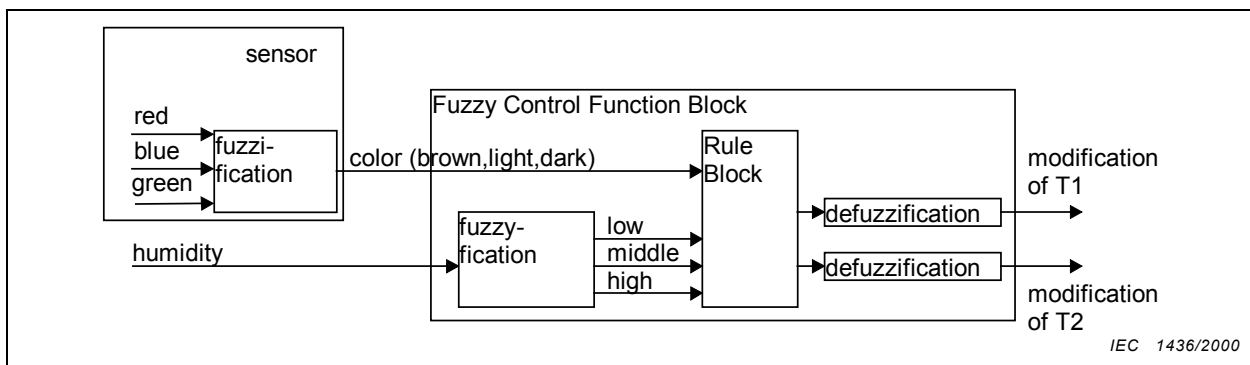 sensor
red
blue
green
fuzzi-
fication
color (brown,light,dark)
humidity
Fuzzy Control Function Block
fuzzy-
fication
low
middle
high
Rule
Block
defuzzification
defuzzification
modification
of T1
modification
of T2
IEC 1436/2000